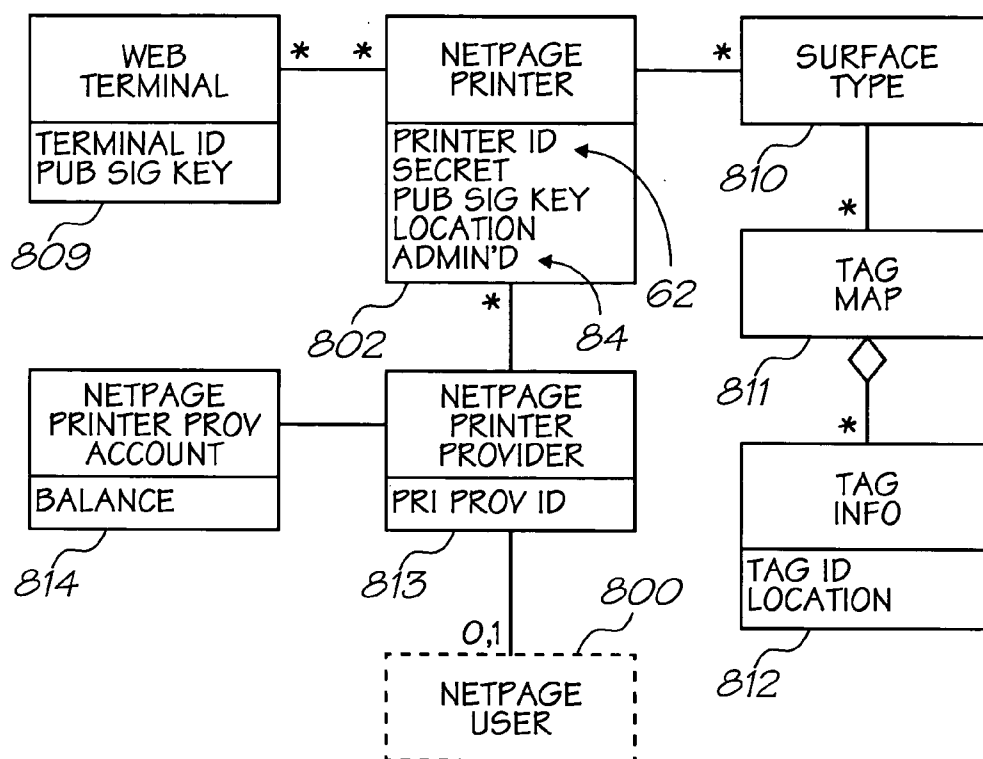 WEB
TERMINAL
TERMINAL ID
PUB SIG KEY
809
*
*
NETPAGE
PRINTER
PRINTER ID
SECRET
PUB SIG KEY
LOCATION
ADMIN'D
802
62
84
*
SURFACE
TYPE
810
*
TAG
MAP
811
*
TAG
INFO
TAG ID
LOCATION
812
*
NETPAGE
PRINTER PROV
ACCOUNT
BALANCE
814
NETPAGE
PRINTER
PROVIDER
PRI PROV ID
813
0,1
800
NETPAGE
USER